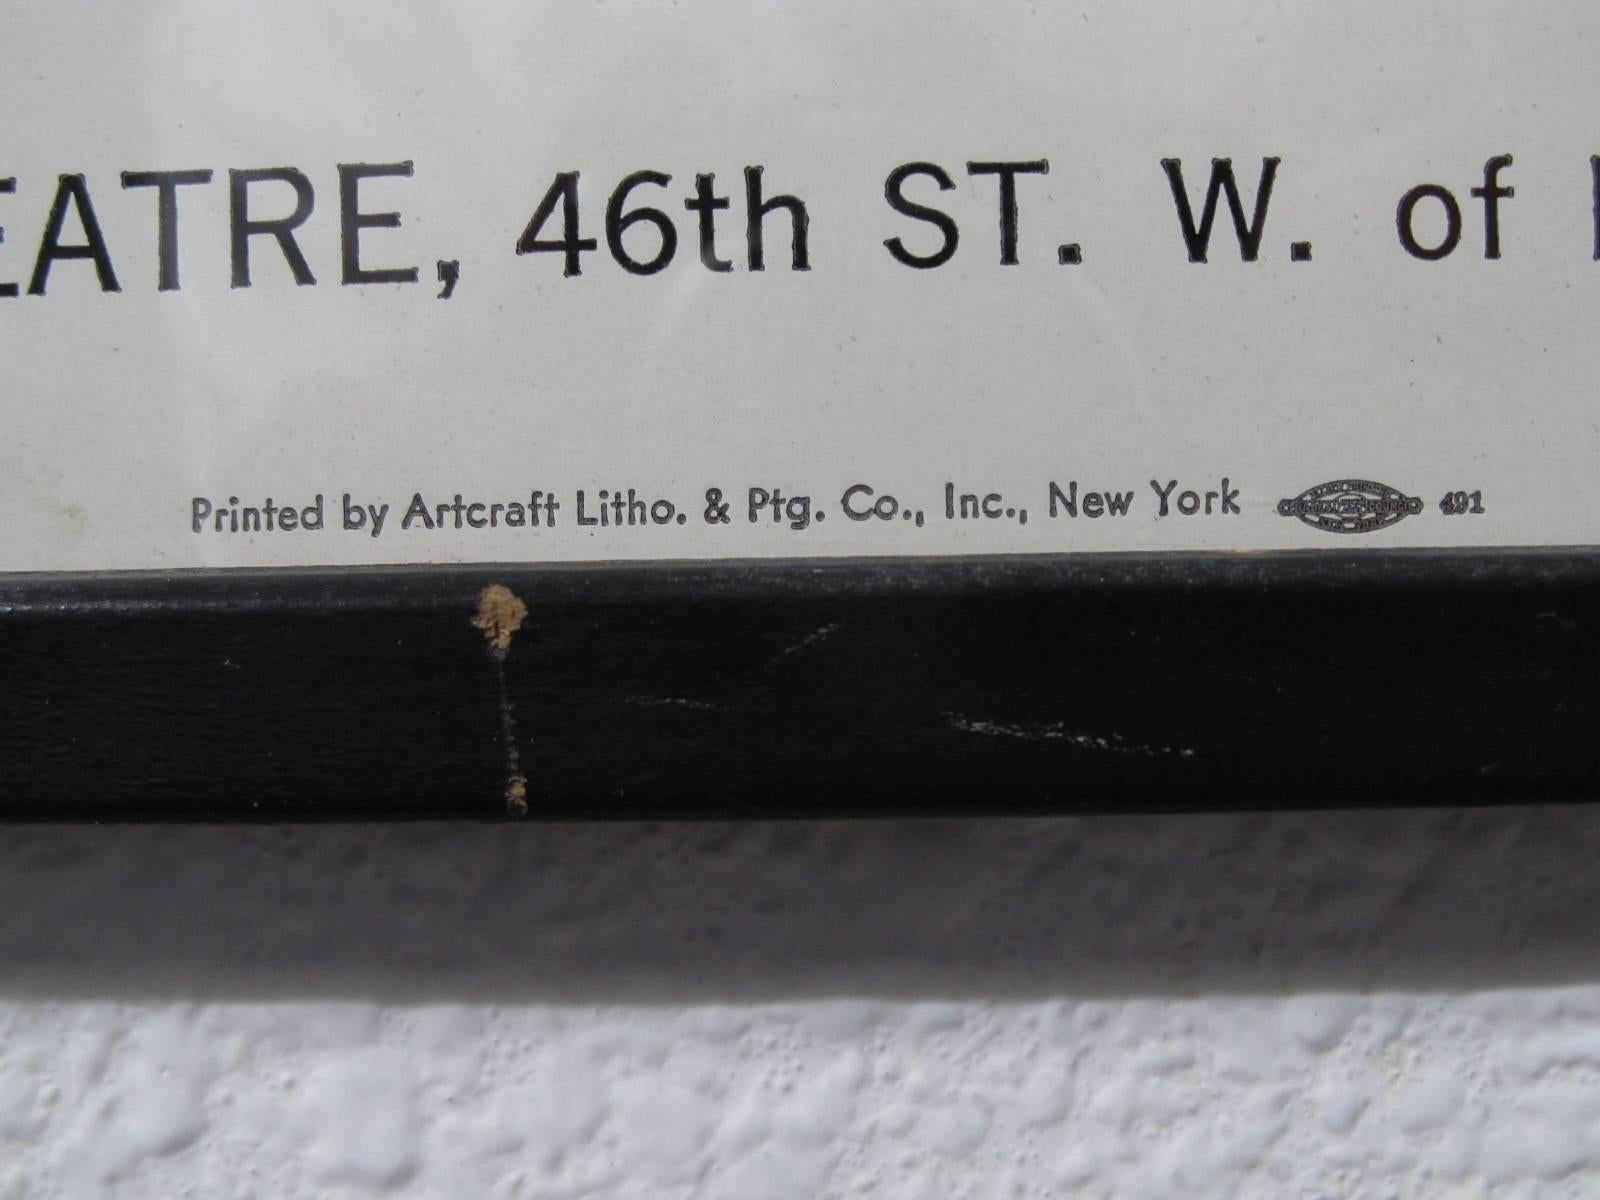 EATRE, 46th ST. W. of
Printed by Artcraft Litho. & Ptg. Co., Inc., New York 491